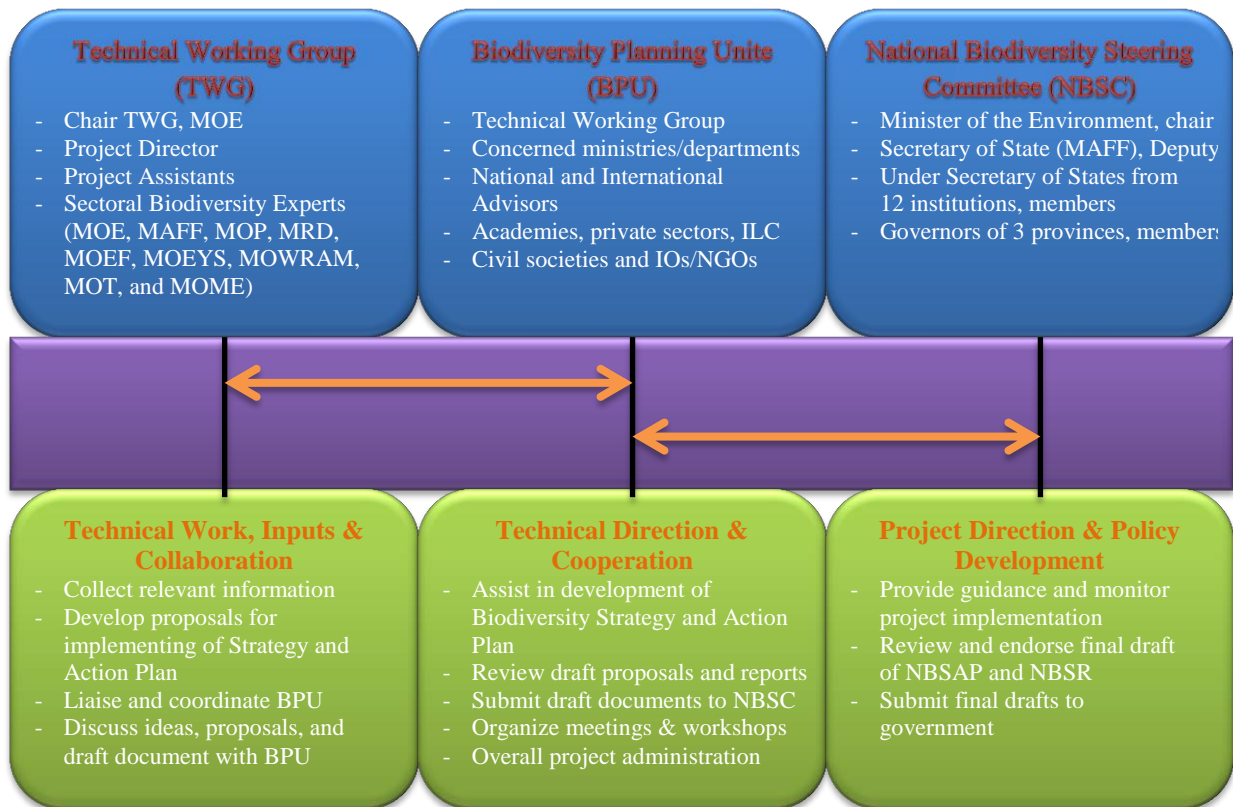 Technical Working Group
(TWG)
- Chair TWG, MOE
- Project Director
- Project Assistants
- Sectoral Biodiversity Experts
(MOE, MAFF, MOP, MRD,
MOEF, MOEYS, MOWRAM,
MOT, and MOME)
Biodiversity Planning Unite
(BPU)
- Technical Working Group
- Concerned ministries/departments
- National and International
Advisors
- Academies, private sectors, ILC
- Civil societies and IOs/NGOs
National Biodiversity Steering
Committee (NBSC)
- Minister of the Environment, chair
- Secretary of State (MAFF), Deputy
- Under Secretary of States from
12 institutions, members
- Governors of 3 provinces, members
Technical Work, Inputs &
Collaboration
- Collect relevant information
- Develop proposals for
implementing of Strategy and
Action Plan
- Liaise and coordinate BPU
- Discuss ideas, proposals, and
draft document with BPU
Technical Direction &
Cooperation
- Assist in development of
Biodiversity Strategy and Action
Plan
- Review draft proposals and reports
- Submit draft documents to NBSC
- Organize meetings & workshops
- Overall project administration
Project Direction & Policy
Development
- Provide guidance and monitor
project implementation
- Review and endorse final draft
of NBSAP and NBSR
- Submit final drafts to
government